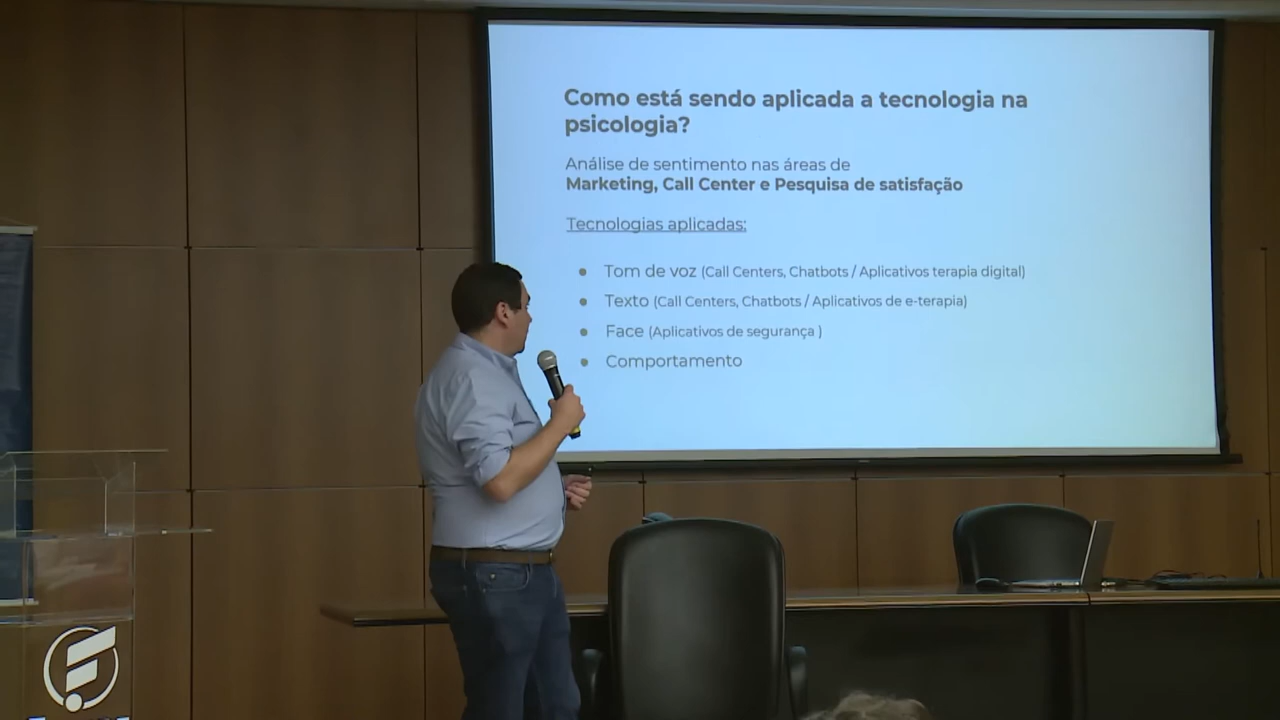 Como está sendo aplicada a tecnologia na
psicologia?
Análise de sentimento nas áreas de
Marketing, Call Center e Pesquisa de satisfação
Tecnologias aplicadas:
Tom de voz (Call Centers, Chatbots / Aplicativos terapia digital)
Texto (Call Centers, Chatbots / Aplicativos de e-terapia)
Face (Aplicativos de segurança )
Comportamento